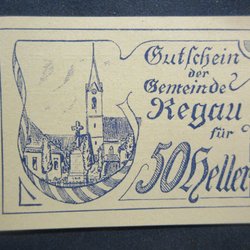 Gutschein
der
Gemeinde
Regau
für
50 Heller